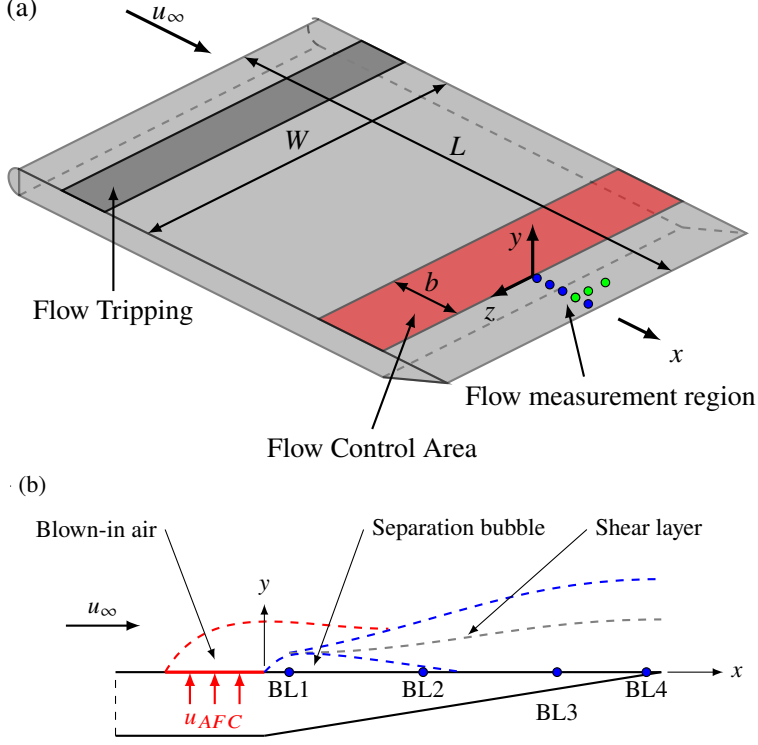 (a)
u∞
W
L
y
b
z
x
Flow Tripping
Flow measurement region
Flow Control Area
(b)
Blown-in air
Separation bubble
Shear layer
y
u∞
x
BL1
BL2
BL3
BL4
uAFC